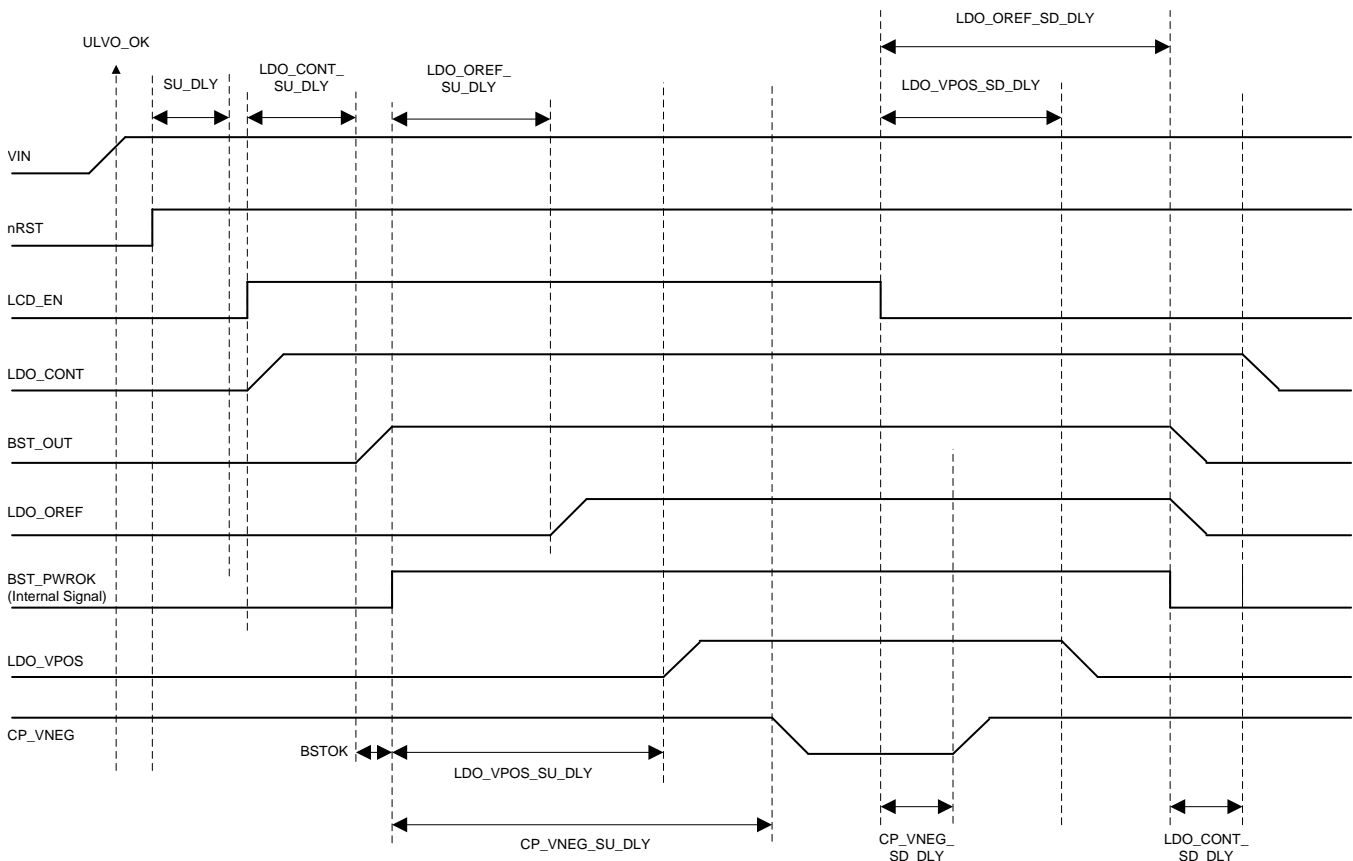 LDO_OREF_SD_DLY
ULVO_OK
SU_DLY
LDO_CONT_
SU_DLY
LDO_OREF_
SU_DLY
LDO_VPOS_SD_DLY
VIN
nRST
LCD_EN
LDO_CONT
BST_OUT
LDO_OREF
BST_PWROK
(Internal Signal)
LDO_VPOS
CP_VNEG
BSTOK
LDO_VPOS_SU_DLY
CP_VNEG_SU_DLY
CP_VNEG_
SD_DLY
LDO_CONT_
SD_DLY